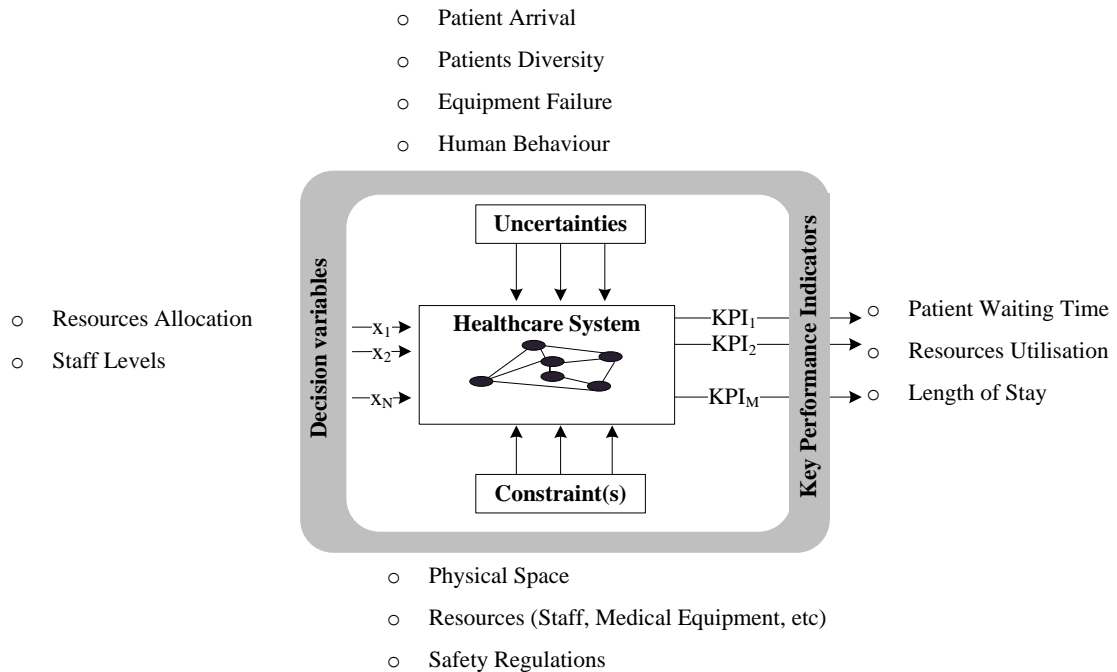 ○ Patient Arrival
○ Patients Diversity
○ Equipment Failure
○ Human Behaviour
Uncertainties
Decision variables
○ Resources Allocation
○ Staff Levels
x1
x2
xN
Healthcare System
KPI1
KPI2
KPIM
Key Performance Indicators
○ Patient Waiting Time
○ Resources Utilisation
○ Length of Stay
Constraint(s)
○ Physical Space
○ Resources (Staff, Medical Equipment, etc)
○ Safety Regulations